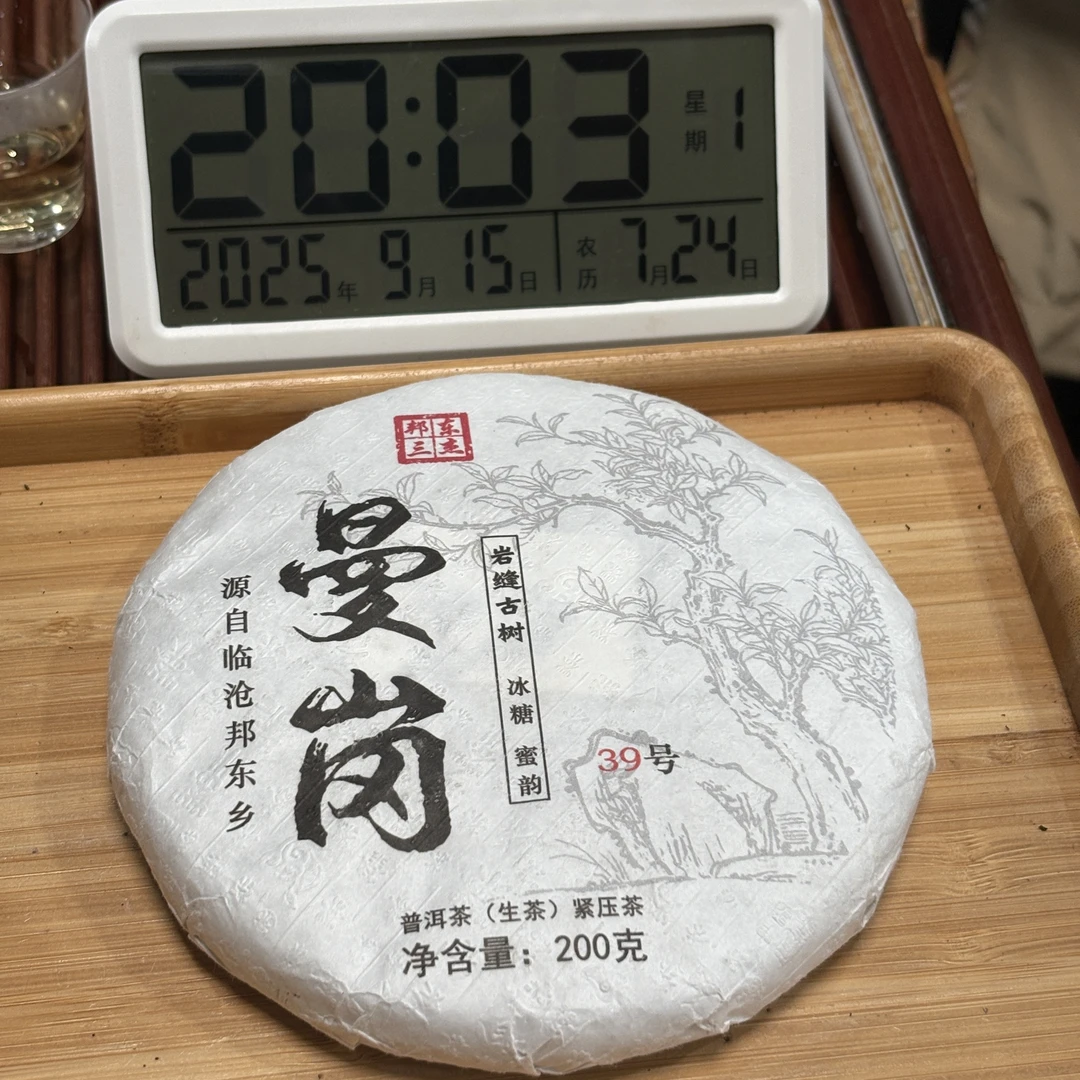 20:03
星期 1
2025年 9月 15日
农历 7月24日
邦东
三杰
曼岗
源自临沧邦东乡
岩缝古树 冰糖 蜜韵
39号
普洱茶（生茶）紧压茶
净含量：200克